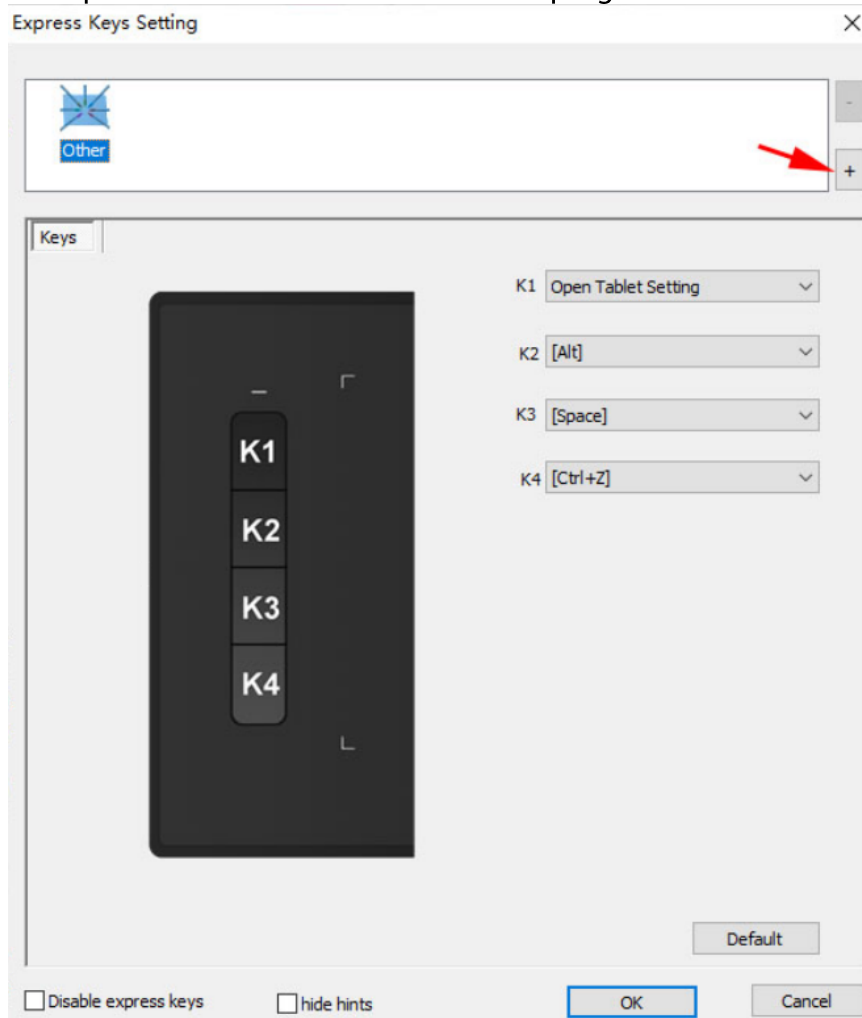 Express Keys Setting
Other
-
+
Keys
K1 Open Tablet Setting
K2 [Alt]
K3 [Space]
K4 [Ctrl+Z]
K1
K2
K3
K4
Default
Disable express keys
hide hints
OK
Cancel